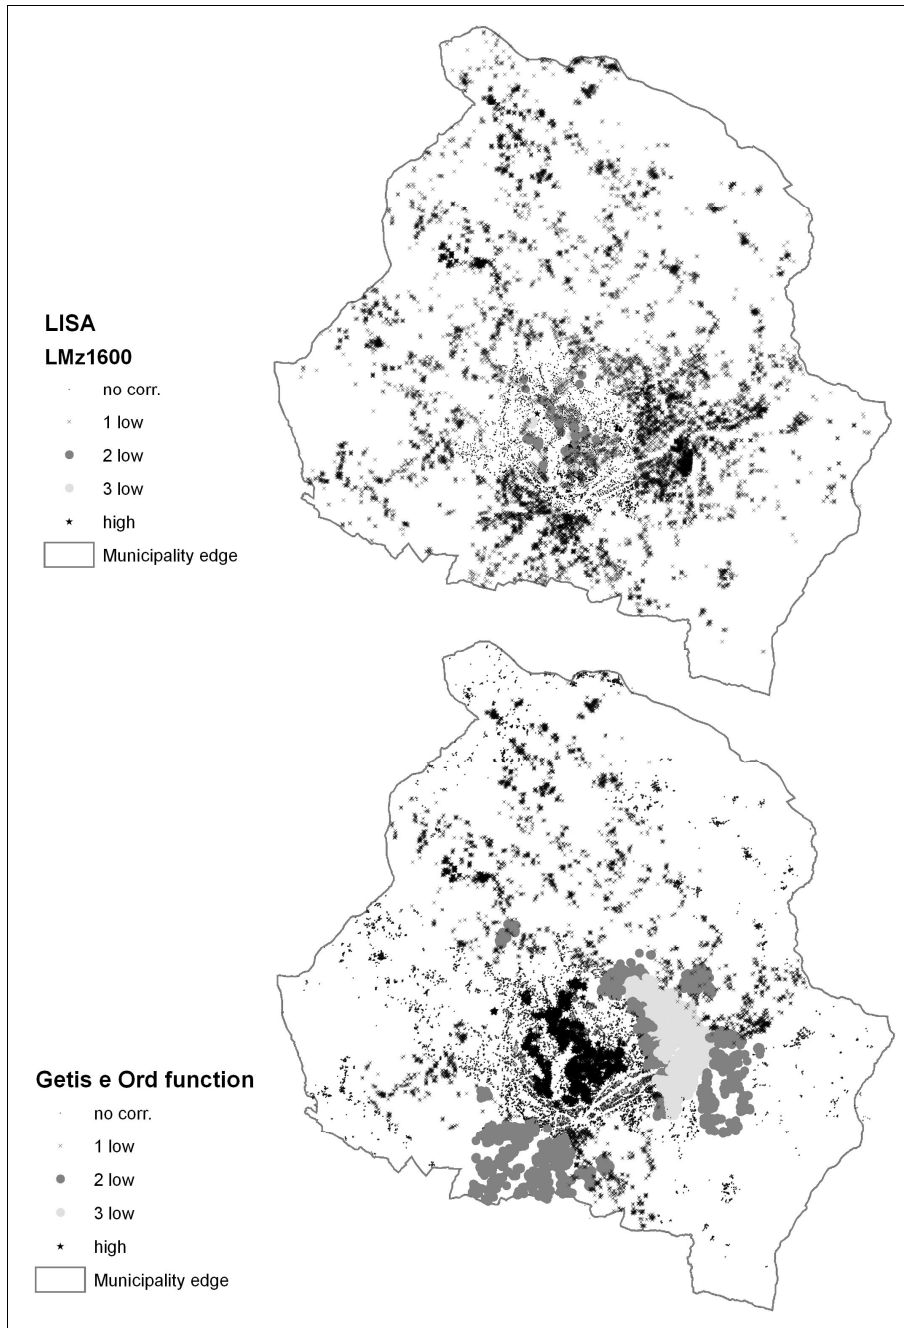 LISA
LMz1600
no corr.
1 low
2 low
3 low
high
Municipality edge
Getis e Ord function
no corr.
1 low
2 low
3 low
high
Municipality edge